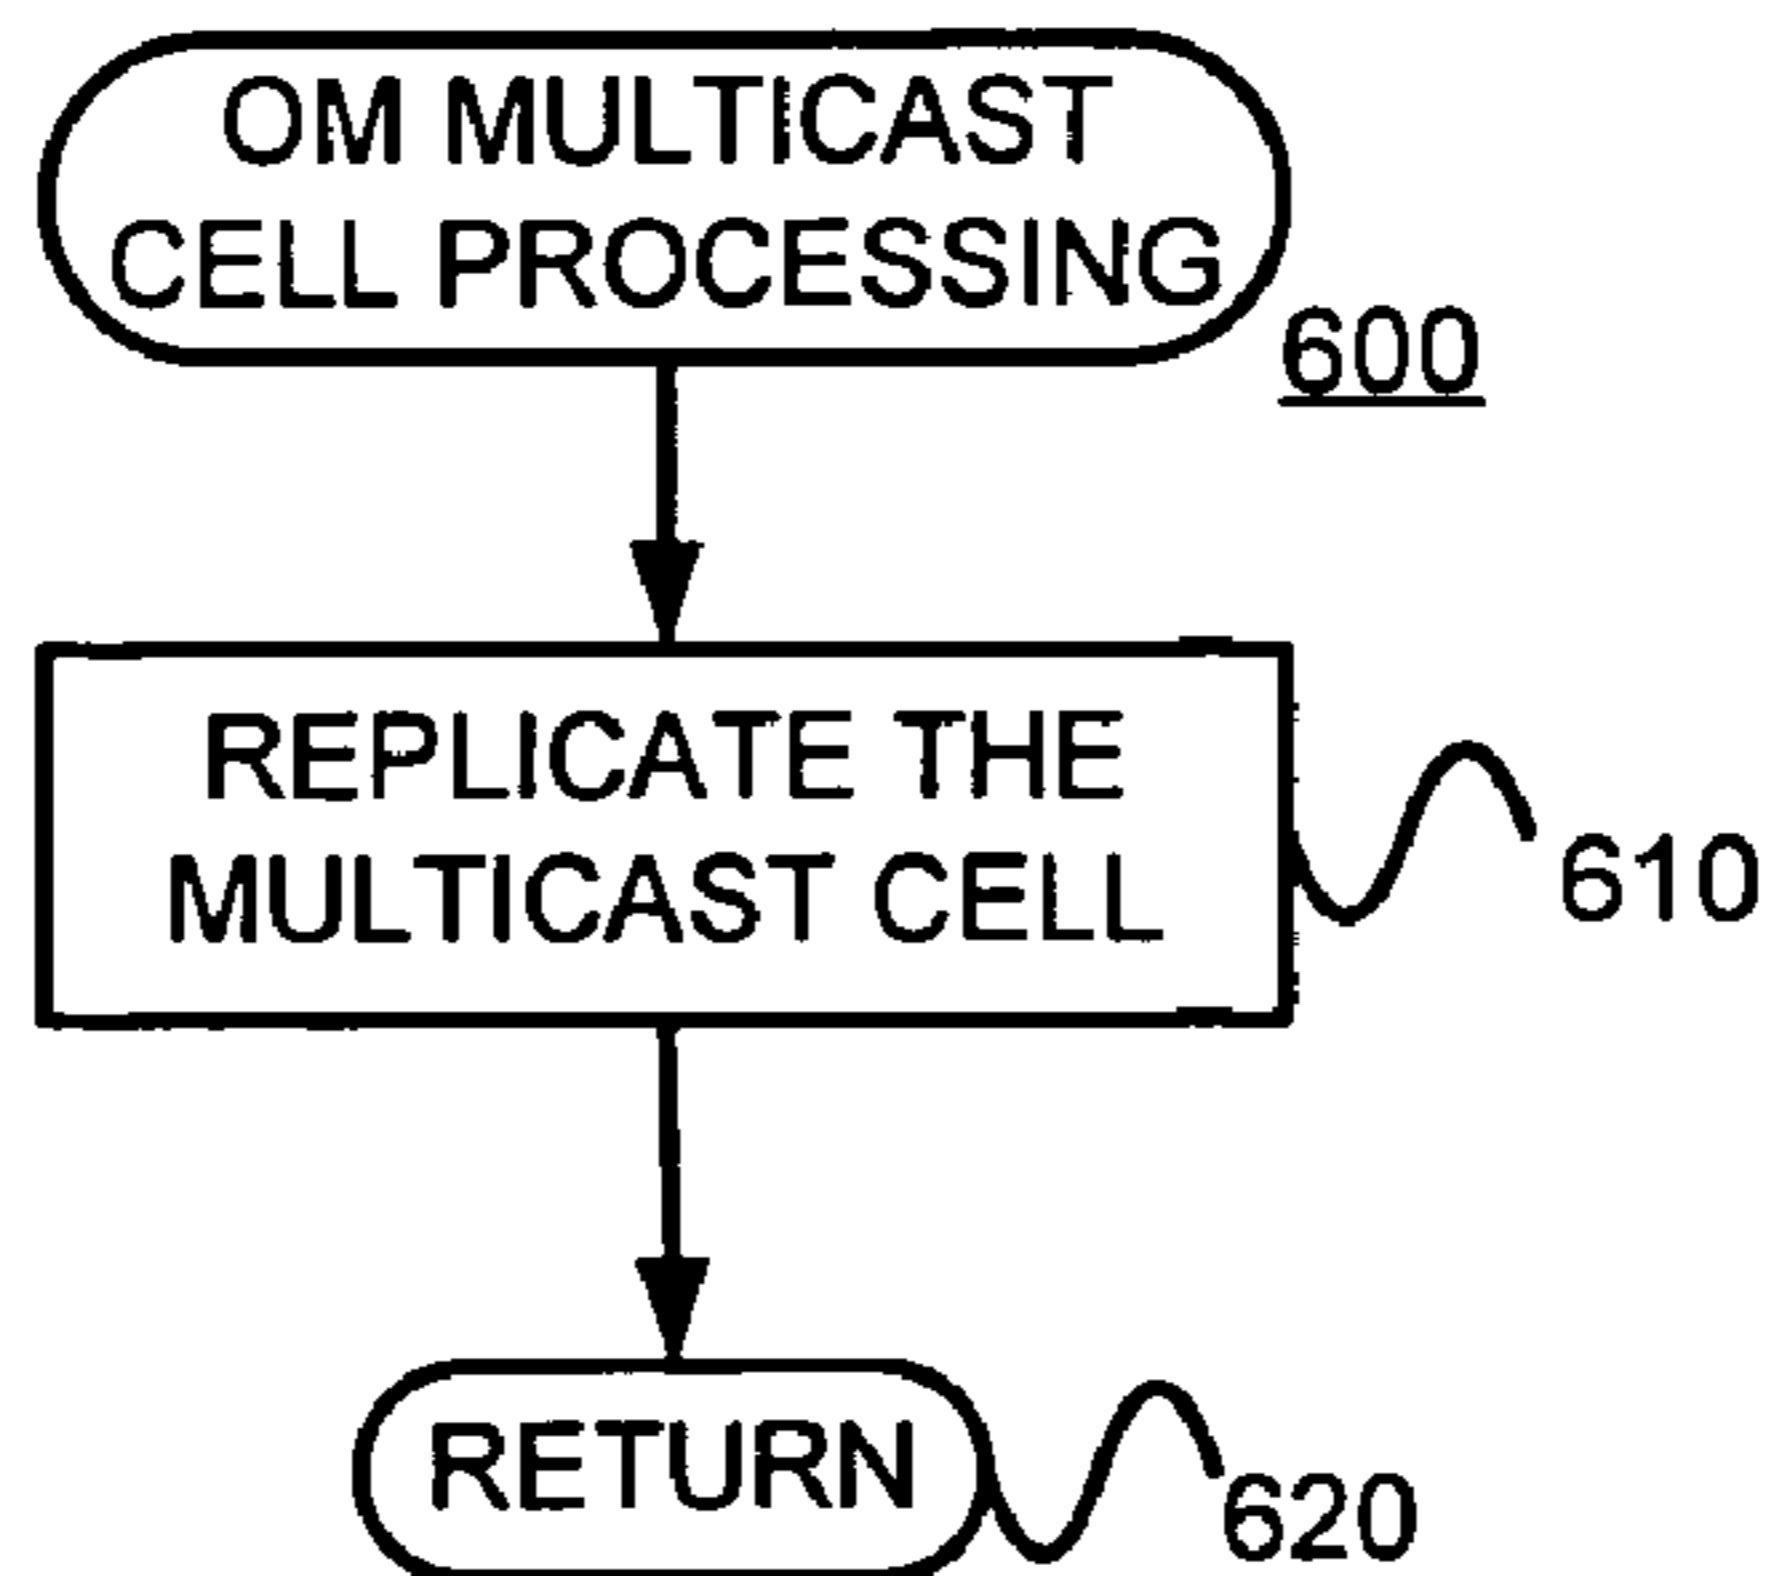 OM MULTICAST
CELL PROCESSING
600
REPLICATE THE
MULTICAST CELL
610
RETURN
620